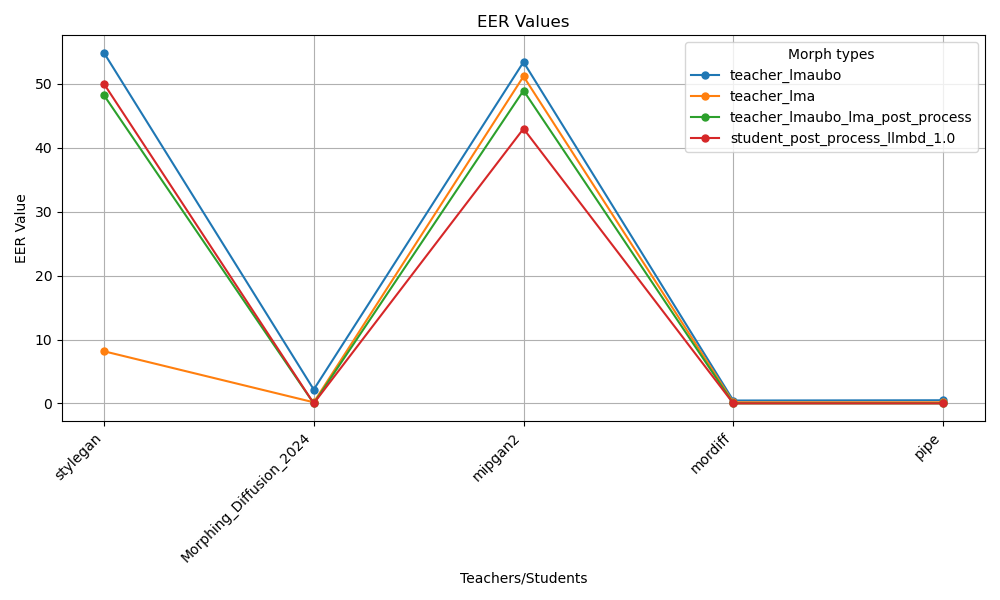 EER Values
Morph types
teacher_lmaubo
teacher_lma
teacher_lmaubo_lma_post_process
student_post_process_llmbd_1.0
EER Value
50
40
30
20
10
0
stylegan
Morphing_Diffusion_2024
mipgan2
mordiff
pipe
Teachers/Students